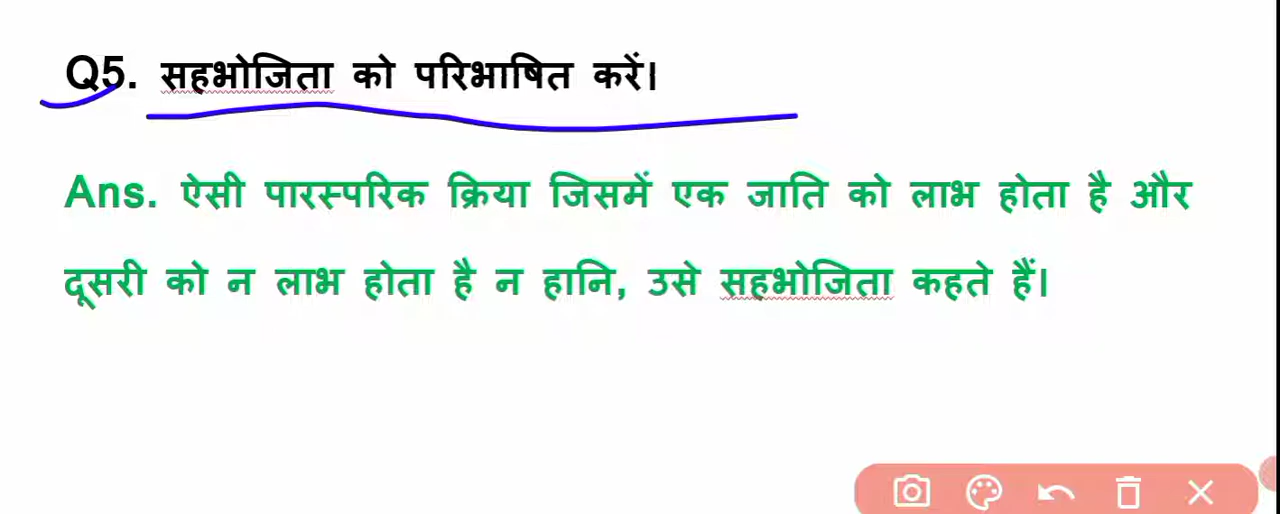 Q5. सहभोजिता को परिभाषित करें।
Ans. ऐसी पारस्परिक क्रिया जिसमें एक जाति को लाभ होता है और
दूसरी को न लाभ होता है न हानि, उसे सहभोजिता कहते हैं।